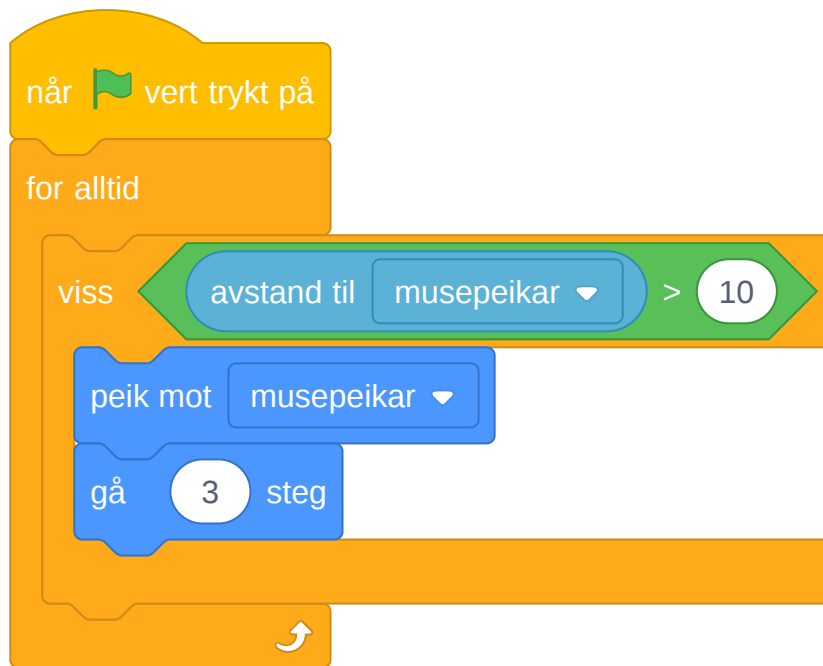 når vert trykt på
for alltid
viss avstand til musepeikar > 10
peik mot musepeikar
gå 3 steg